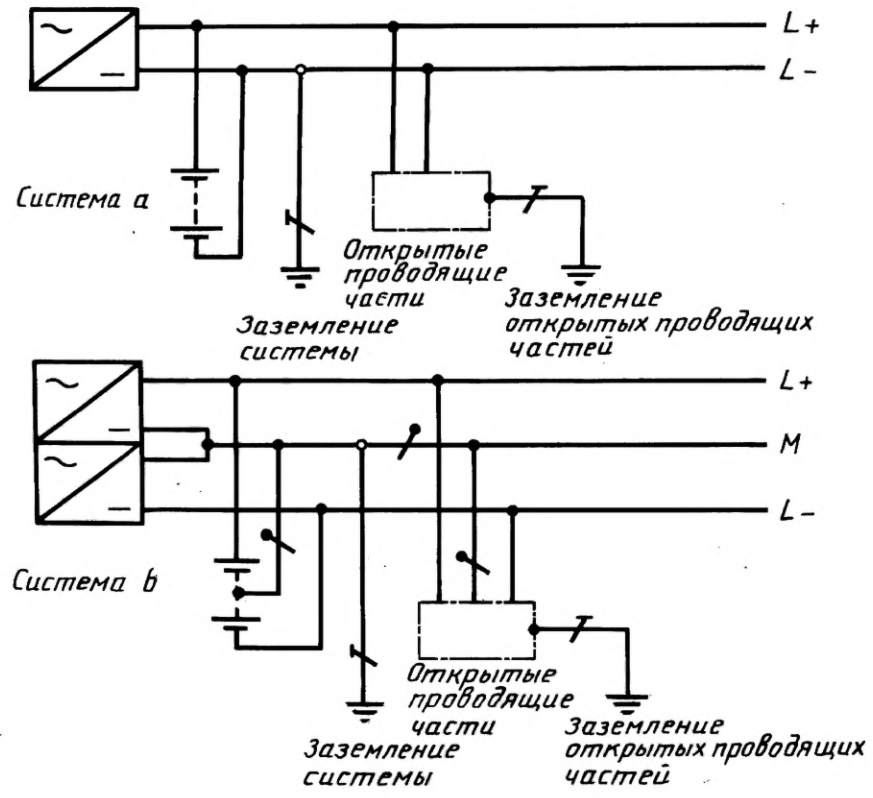 L+
L-
Система a
Открытые
проводящие
части
Заземление
системы
Заземление
открытых проводящих
частей
L+
M
L-
Система b
Открытые
проводящие
части
Заземление
системы
Заземление
открытых проводящих
частей